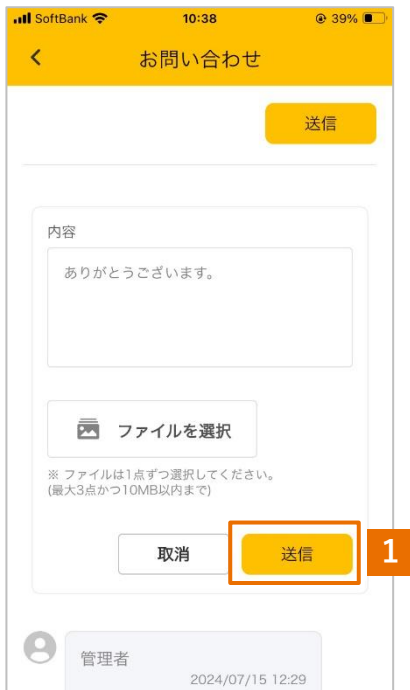 SoftBank 10:38 39%
お問い合わせ
送信
内容
ありがとうございます。
ファイルを選択
※ ファイルは1点ずつ選択してください。
(最大3点かつ10MB以内まで)
取消 送信 1
管理者
2024/07/15 12:29